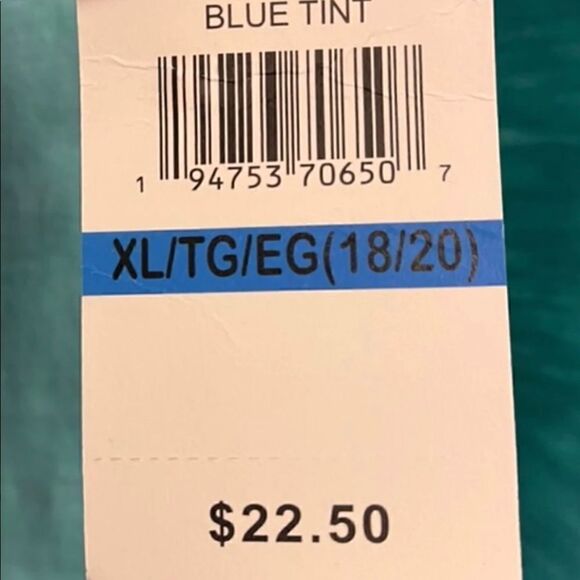 BLUE TINT
1 94753 70650 7
XL/TG/EG(18/20)
$22.50